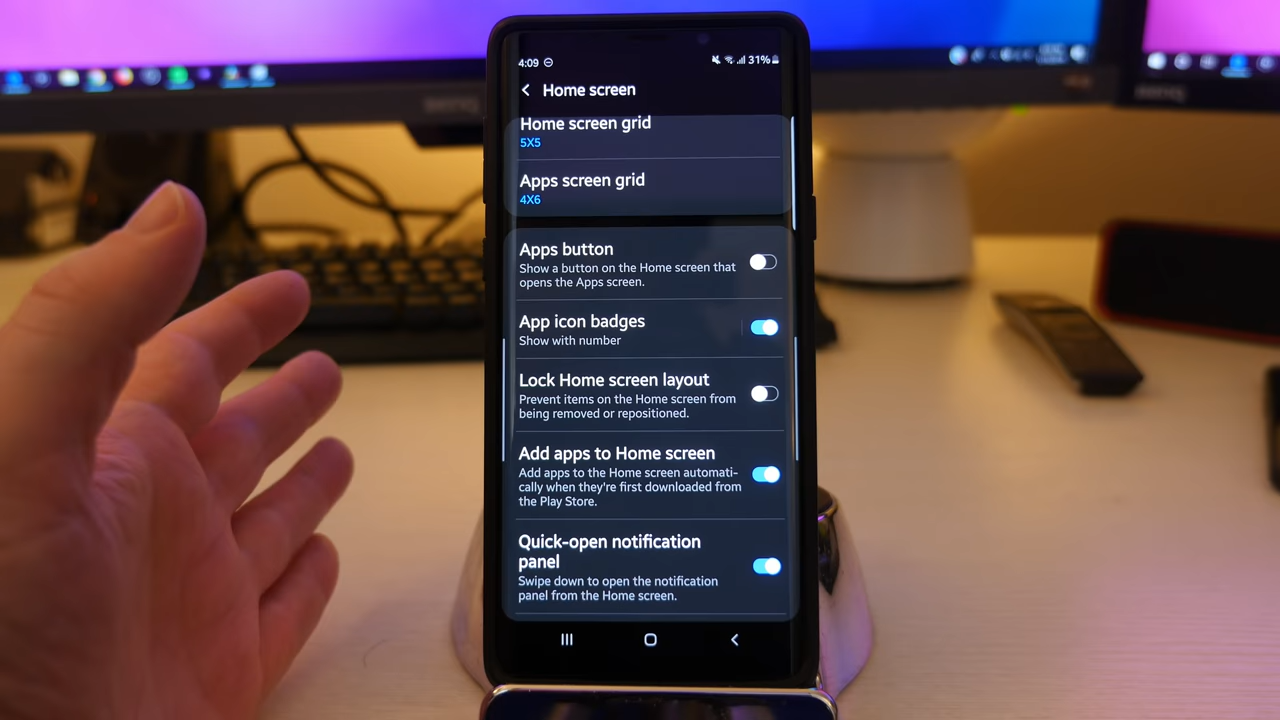 4:09
31%
Home screen
Home screen grid
5X5
Apps screen grid
4X6
Apps button
Show a button on the Home screen that
opens the Apps screen.
App icon badges
Show with number
Lock Home screen layout
Prevent items on the Home screen from
being removed or repositioned.
Add apps to Home screen
Add apps to the Home screen automati-
cally when they're first downloaded from
the Play Store.
Quick-open notification
panel
Swipe down to open the notification
panel from the Home screen.